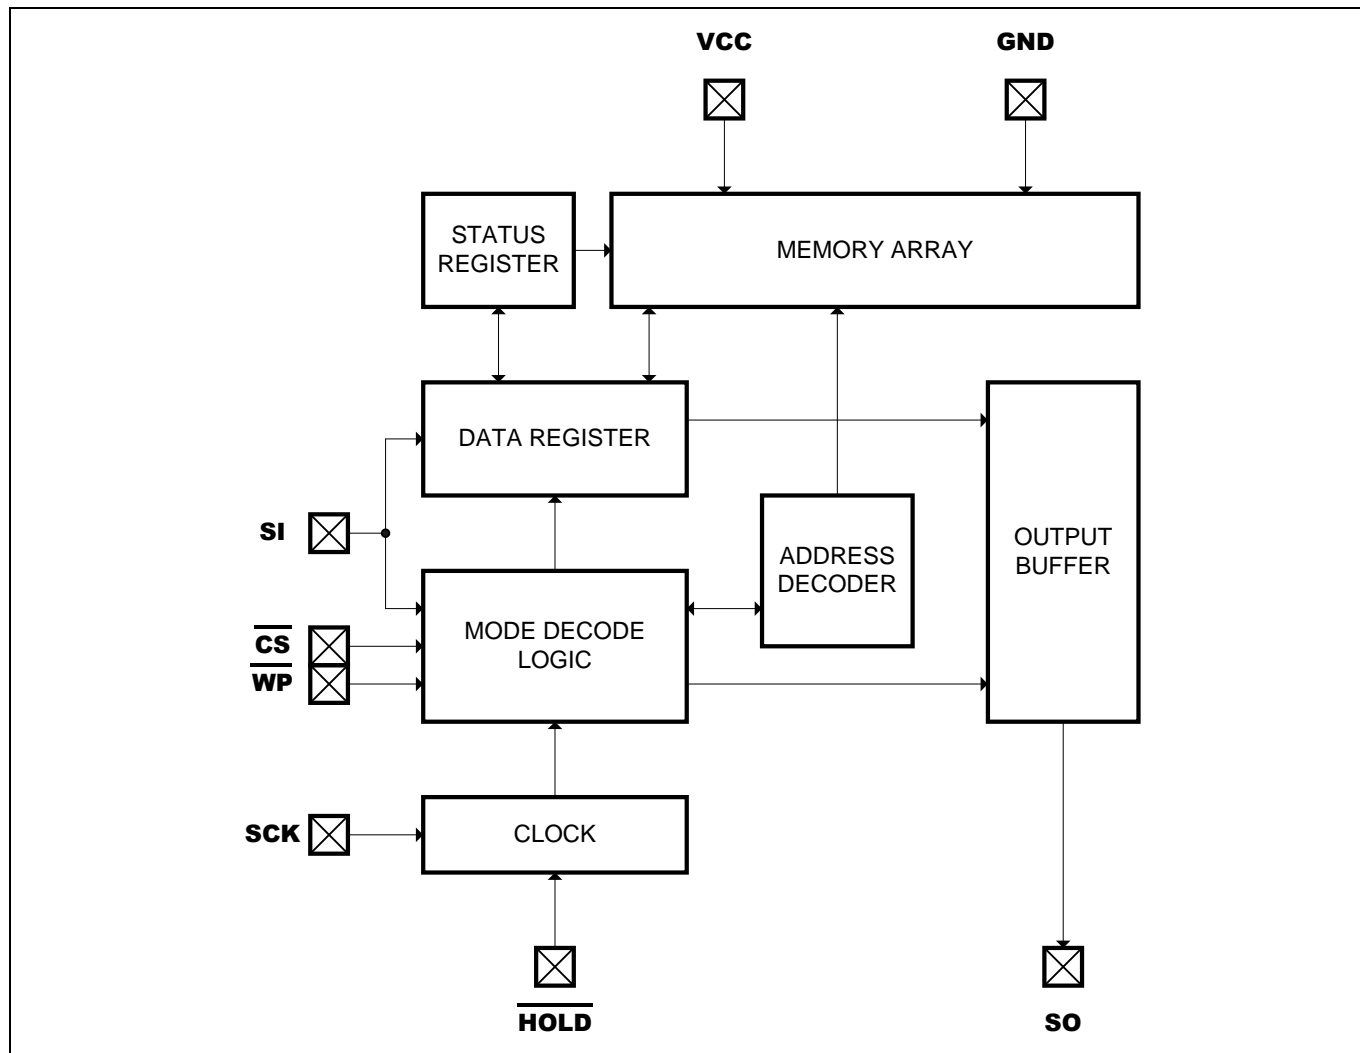 VCC
GND
STATUS
REGISTER
MEMORY ARRAY
DATA REGISTER
SI
ADDRESS
DECODER
OUTPUT
BUFFER
CS
WP
MODE DECODE
LOGIC
SCK
CLOCK
HOLD
SO